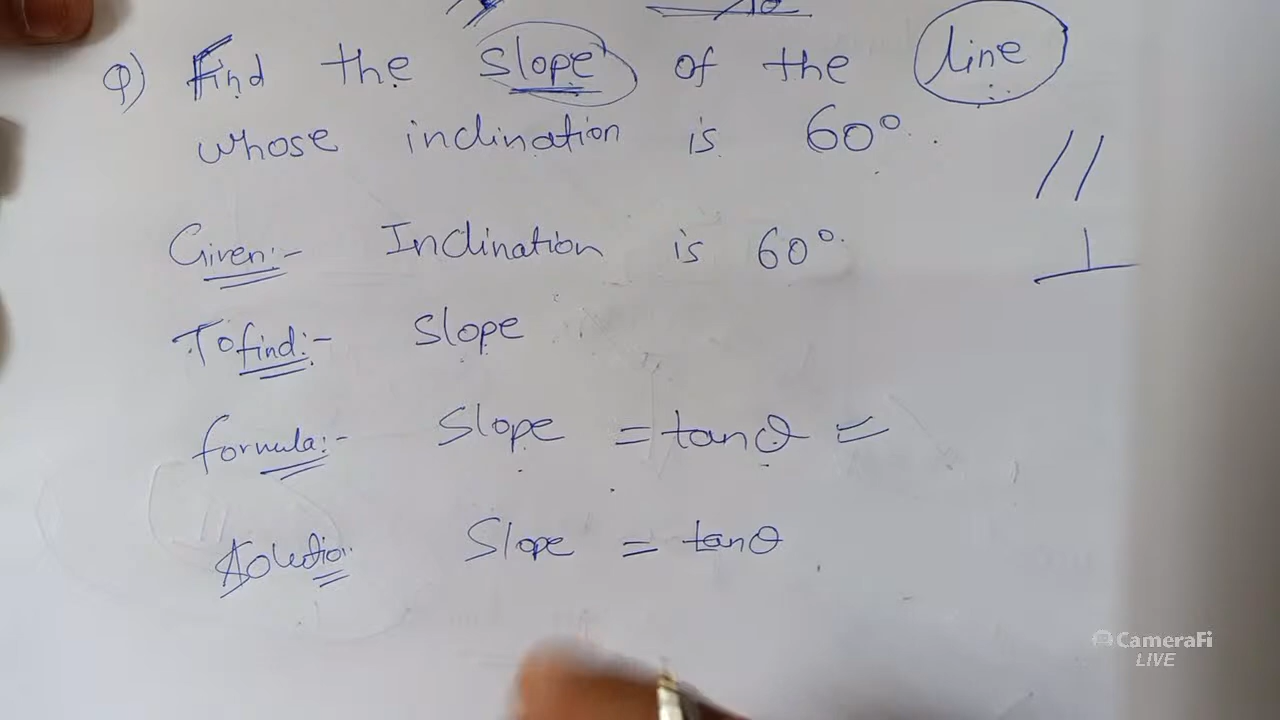 Q) Find the slope of the line
whose inclination is 60°.
//
Given:- Inclination is 60°.
⊥
To find:- Slope
formula:- Slope = tanθ =
Solution Slope = tanθ
CameraFi
LIVE